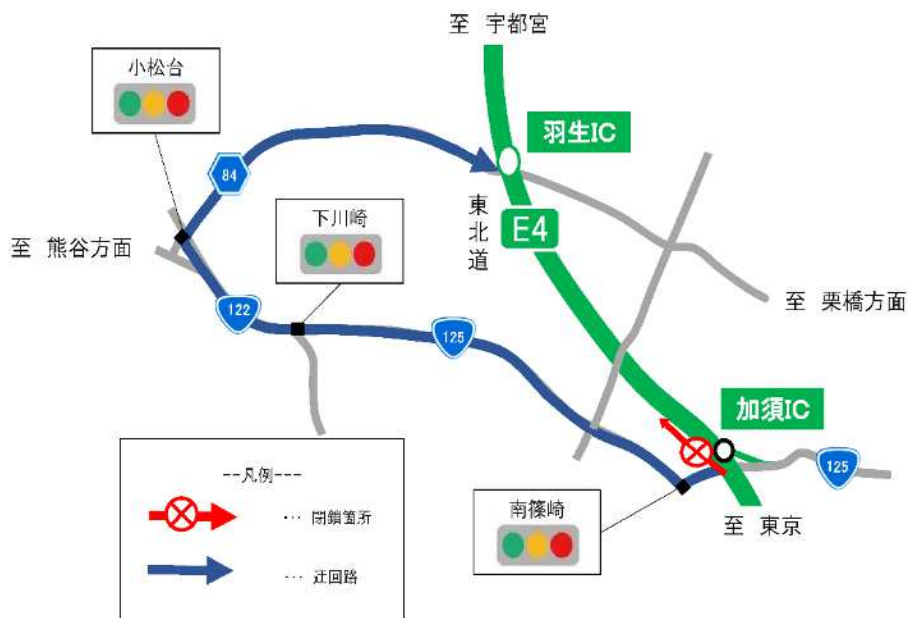 至 宇都宮
小松台
羽生IC
84
下川崎
東北道
E4
至 熊谷方面
122
125
至 栗橋方面
加須IC
125
--凡例---
･･･ 閉鎖箇所
･･･ 迂回路
南篠崎
至 東京